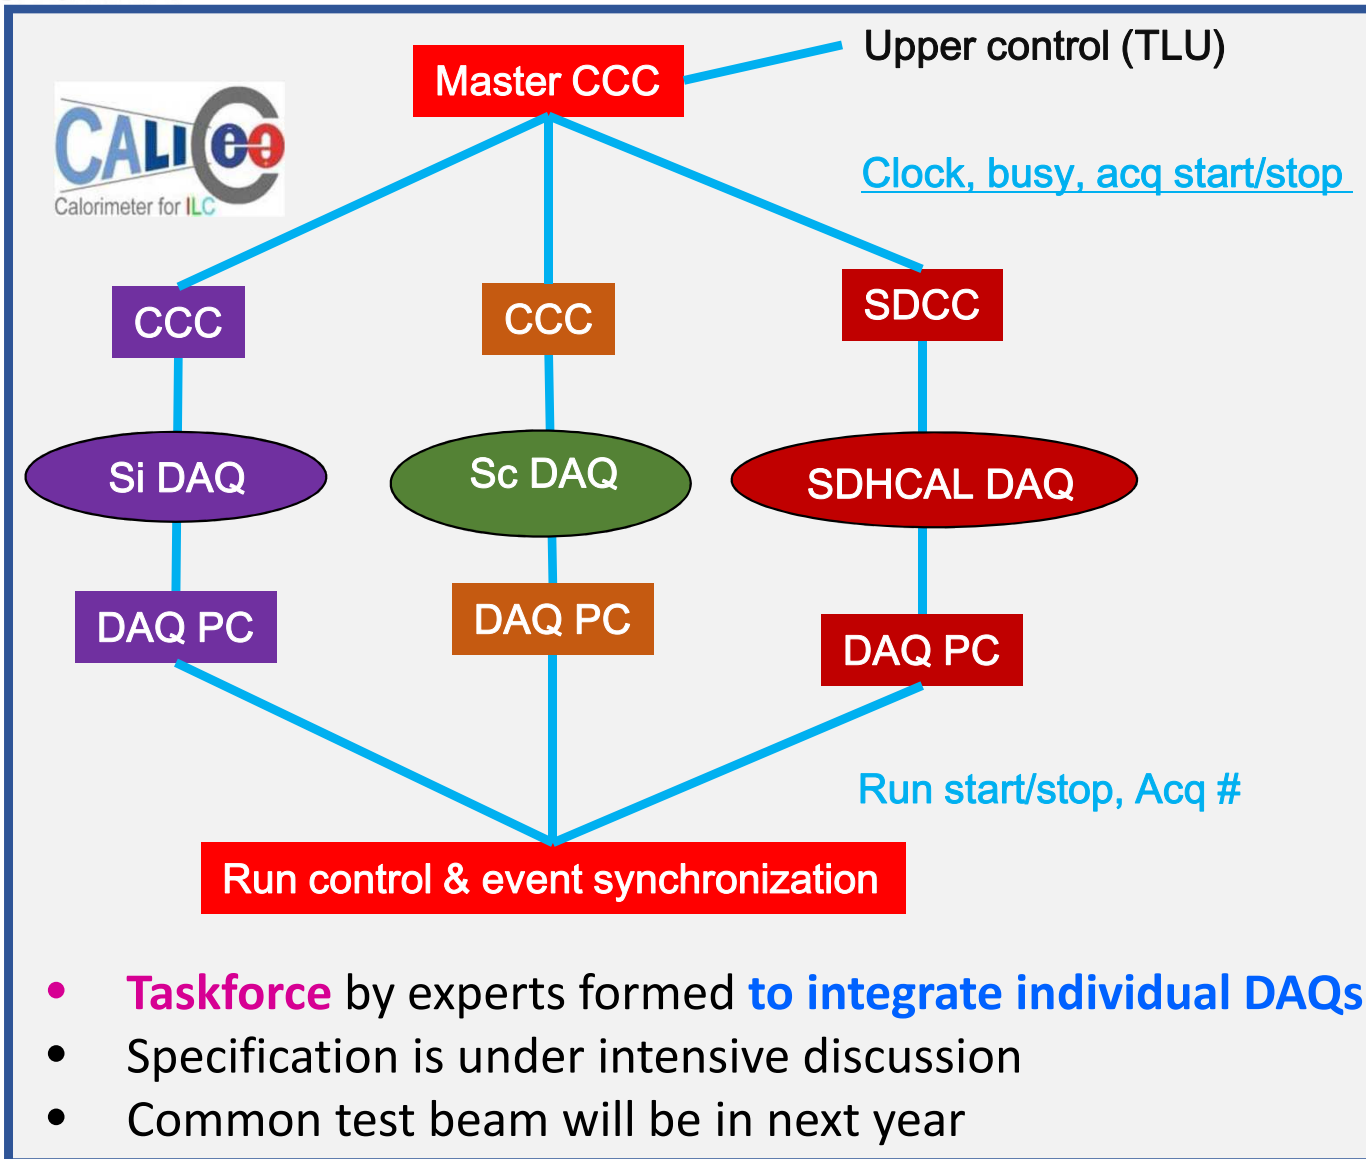 Upper control (TLU)
Master CCC
CALICe
Calorimeter for ILC
Clock, busy, acq start/stop
CCC
CCC
SDCC
Si DAQ
Sc DAQ
SDHCAL DAQ
DAQ PC
DAQ PC
DAQ PC
Run start/stop, Acq #
Run control & event synchronization
• Taskforce by experts formed to integrate individual DAQs
• Specification is under intensive discussion
• Common test beam will be in next year